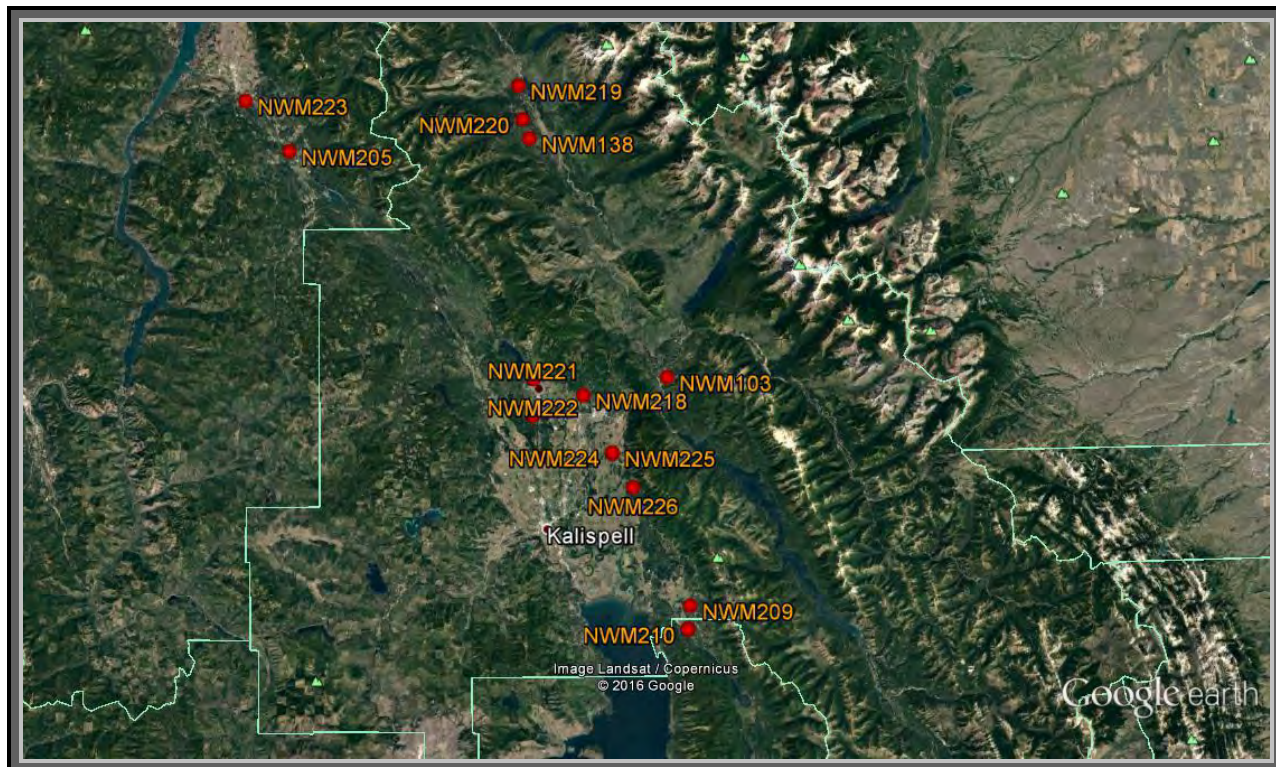 NWM219
NWM223
NWM220
NWM138
NWM205
NWM221
NWM103
NWM218
NWM222
NWM224
NWM225
NWM226
Kalispell
NWM209
NWM210
Image Landsat / Copernicus
© 2016 Google
Google earth